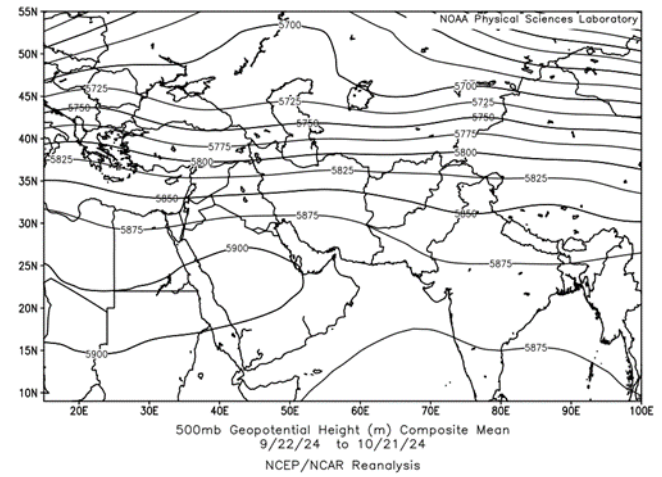 NOAA Physical Sciences Laboratory
55N
50N
45N
40N
35N
30N
25N
20N
15N
10N
5700
5725
5700
5725
5725
5750
5750
5750
5775
5775
5800
5800
5825
5825
5825
5850
5850
5875
5875
5875
5900
5900
5875
20E
30E
40E
50E
60E
70E
80E
90E
100E
500mb Geopotential Height (m) Composite Mean
9/22/24 to 10/21/24
NCEP/NCAR Reanalysis